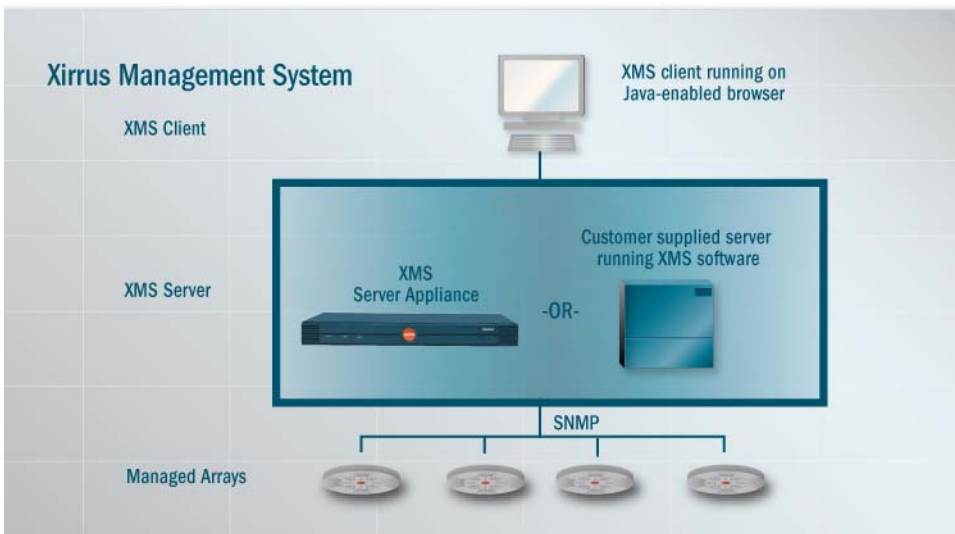 Xirrus Management System
XMS client running on
Java-enabled browser
XMS Client
Customer supplied server
running XMS software
XMS
Server Appliance
-OR-
XMS Server
SNMP
Managed Arrays